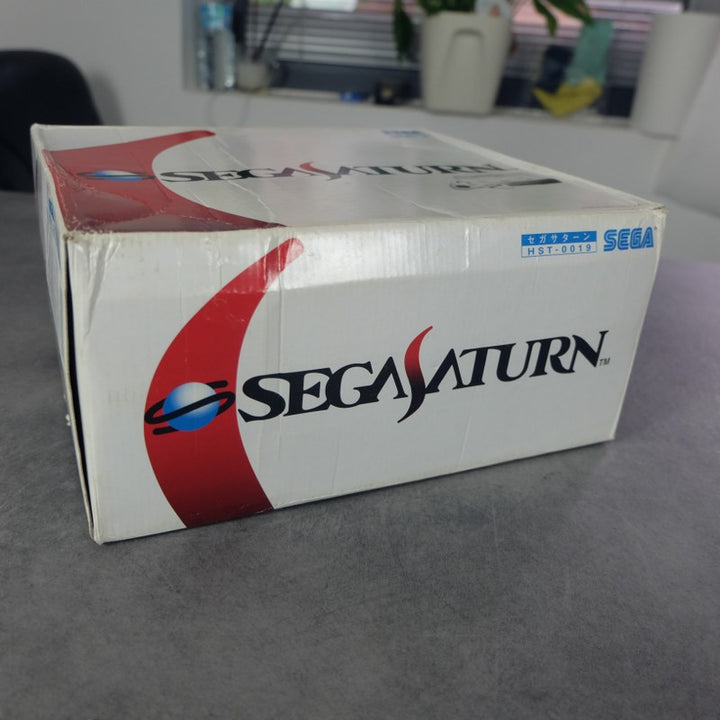 SEGA SATURN
セガサターン
HST-0019
SEGA
SEGA SATURN™